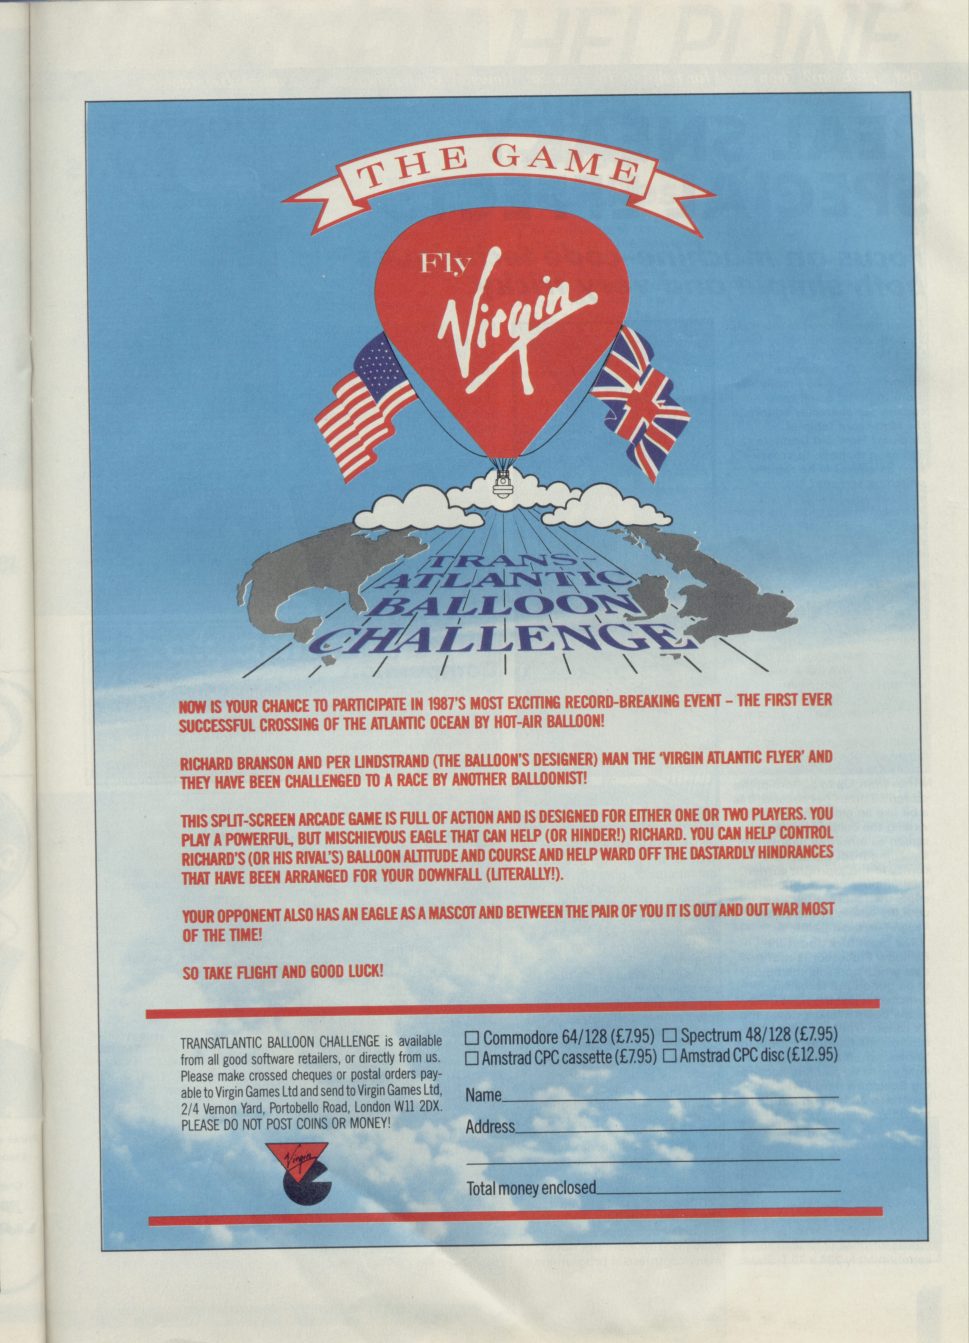 THE GAME
Fly
Virgin
TRANS-
ATLANTIC
BALLOON
CHALLENGE
NOW IS YOUR CHANCE TO PARTICIPATE IN 1987'S MOST EXCITING RECORD-BREAKING EVENT – THE FIRST EVER
SUCCESSFUL CROSSING OF THE ATLANTIC OCEAN BY HOT-AIR BALLOON!
RICHARD BRANSON AND PER LINDSTRAND (THE BALLOON'S DESIGNER) MAN THE 'VIRGIN ATLANTIC FLYER' AND
THEY HAVE BEEN CHALLENGED TO A RACE BY ANOTHER BALLOONIST!
THIS SPLIT-SCREEN ARCADE GAME IS FULL OF ACTION AND IS DESIGNED FOR EITHER ONE OR TWO PLAYERS. YOU
PLAY A POWERFUL, BUT MISCHIEVOUS EAGLE THAT CAN HELP (OR HINDER!) RICHARD. YOU CAN HELP CONTROL
RICHARD'S (OR HIS RIVAL'S) BALLOON ALTITUDE AND COURSE AND HELP WARD OFF THE DASTARDLY HINDRANCES
THAT HAVE BEEN ARRANGED FOR YOUR DOWNFALL (LITERALLY!).
YOUR OPPONENT ALSO HAS AN EAGLE AS A MASCOT AND BETWEEN THE PAIR OF YOU IT IS OUT AND OUT WAR MOST
OF THE TIME!
SO TAKE FLIGHT AND GOOD LUCK!
TRANSATLANTIC BALLOON CHALLENGE is available
from all good software retailers, or directly from us.
Please make crossed cheques or postal orders pay-
able to Virgin Games Ltd and send to Virgin Games Ltd,
2/4 Vernon Yard, Portobello Road, London W11 2DX.
PLEASE DO NOT POST COINS OR MONEY!
Virgin
☐ Commodore 64/128 (£7.95) ☐ Spectrum 48/128 (£7.95)
☐ Amstrad CPC cassette (£7.95) ☐ Amstrad CPC disc (£12.95)
Name
Address
Total money enclosed